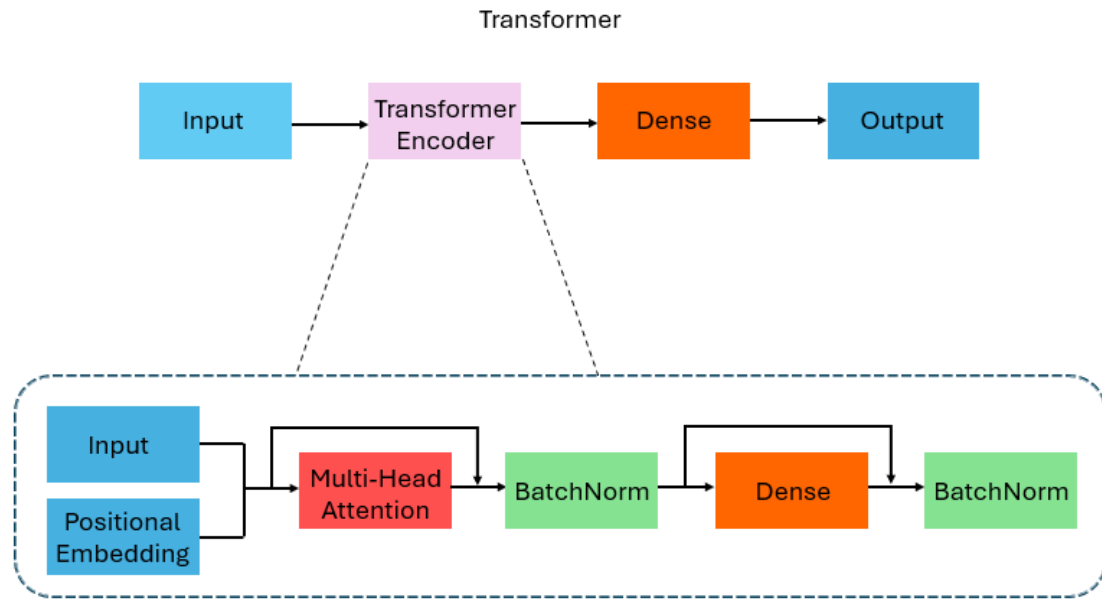 Transformer
Input
Transformer
Encoder
Dense
Output
Input
Positional
Embedding
Multi-Head
Attention
BatchNorm
Dense
BatchNorm